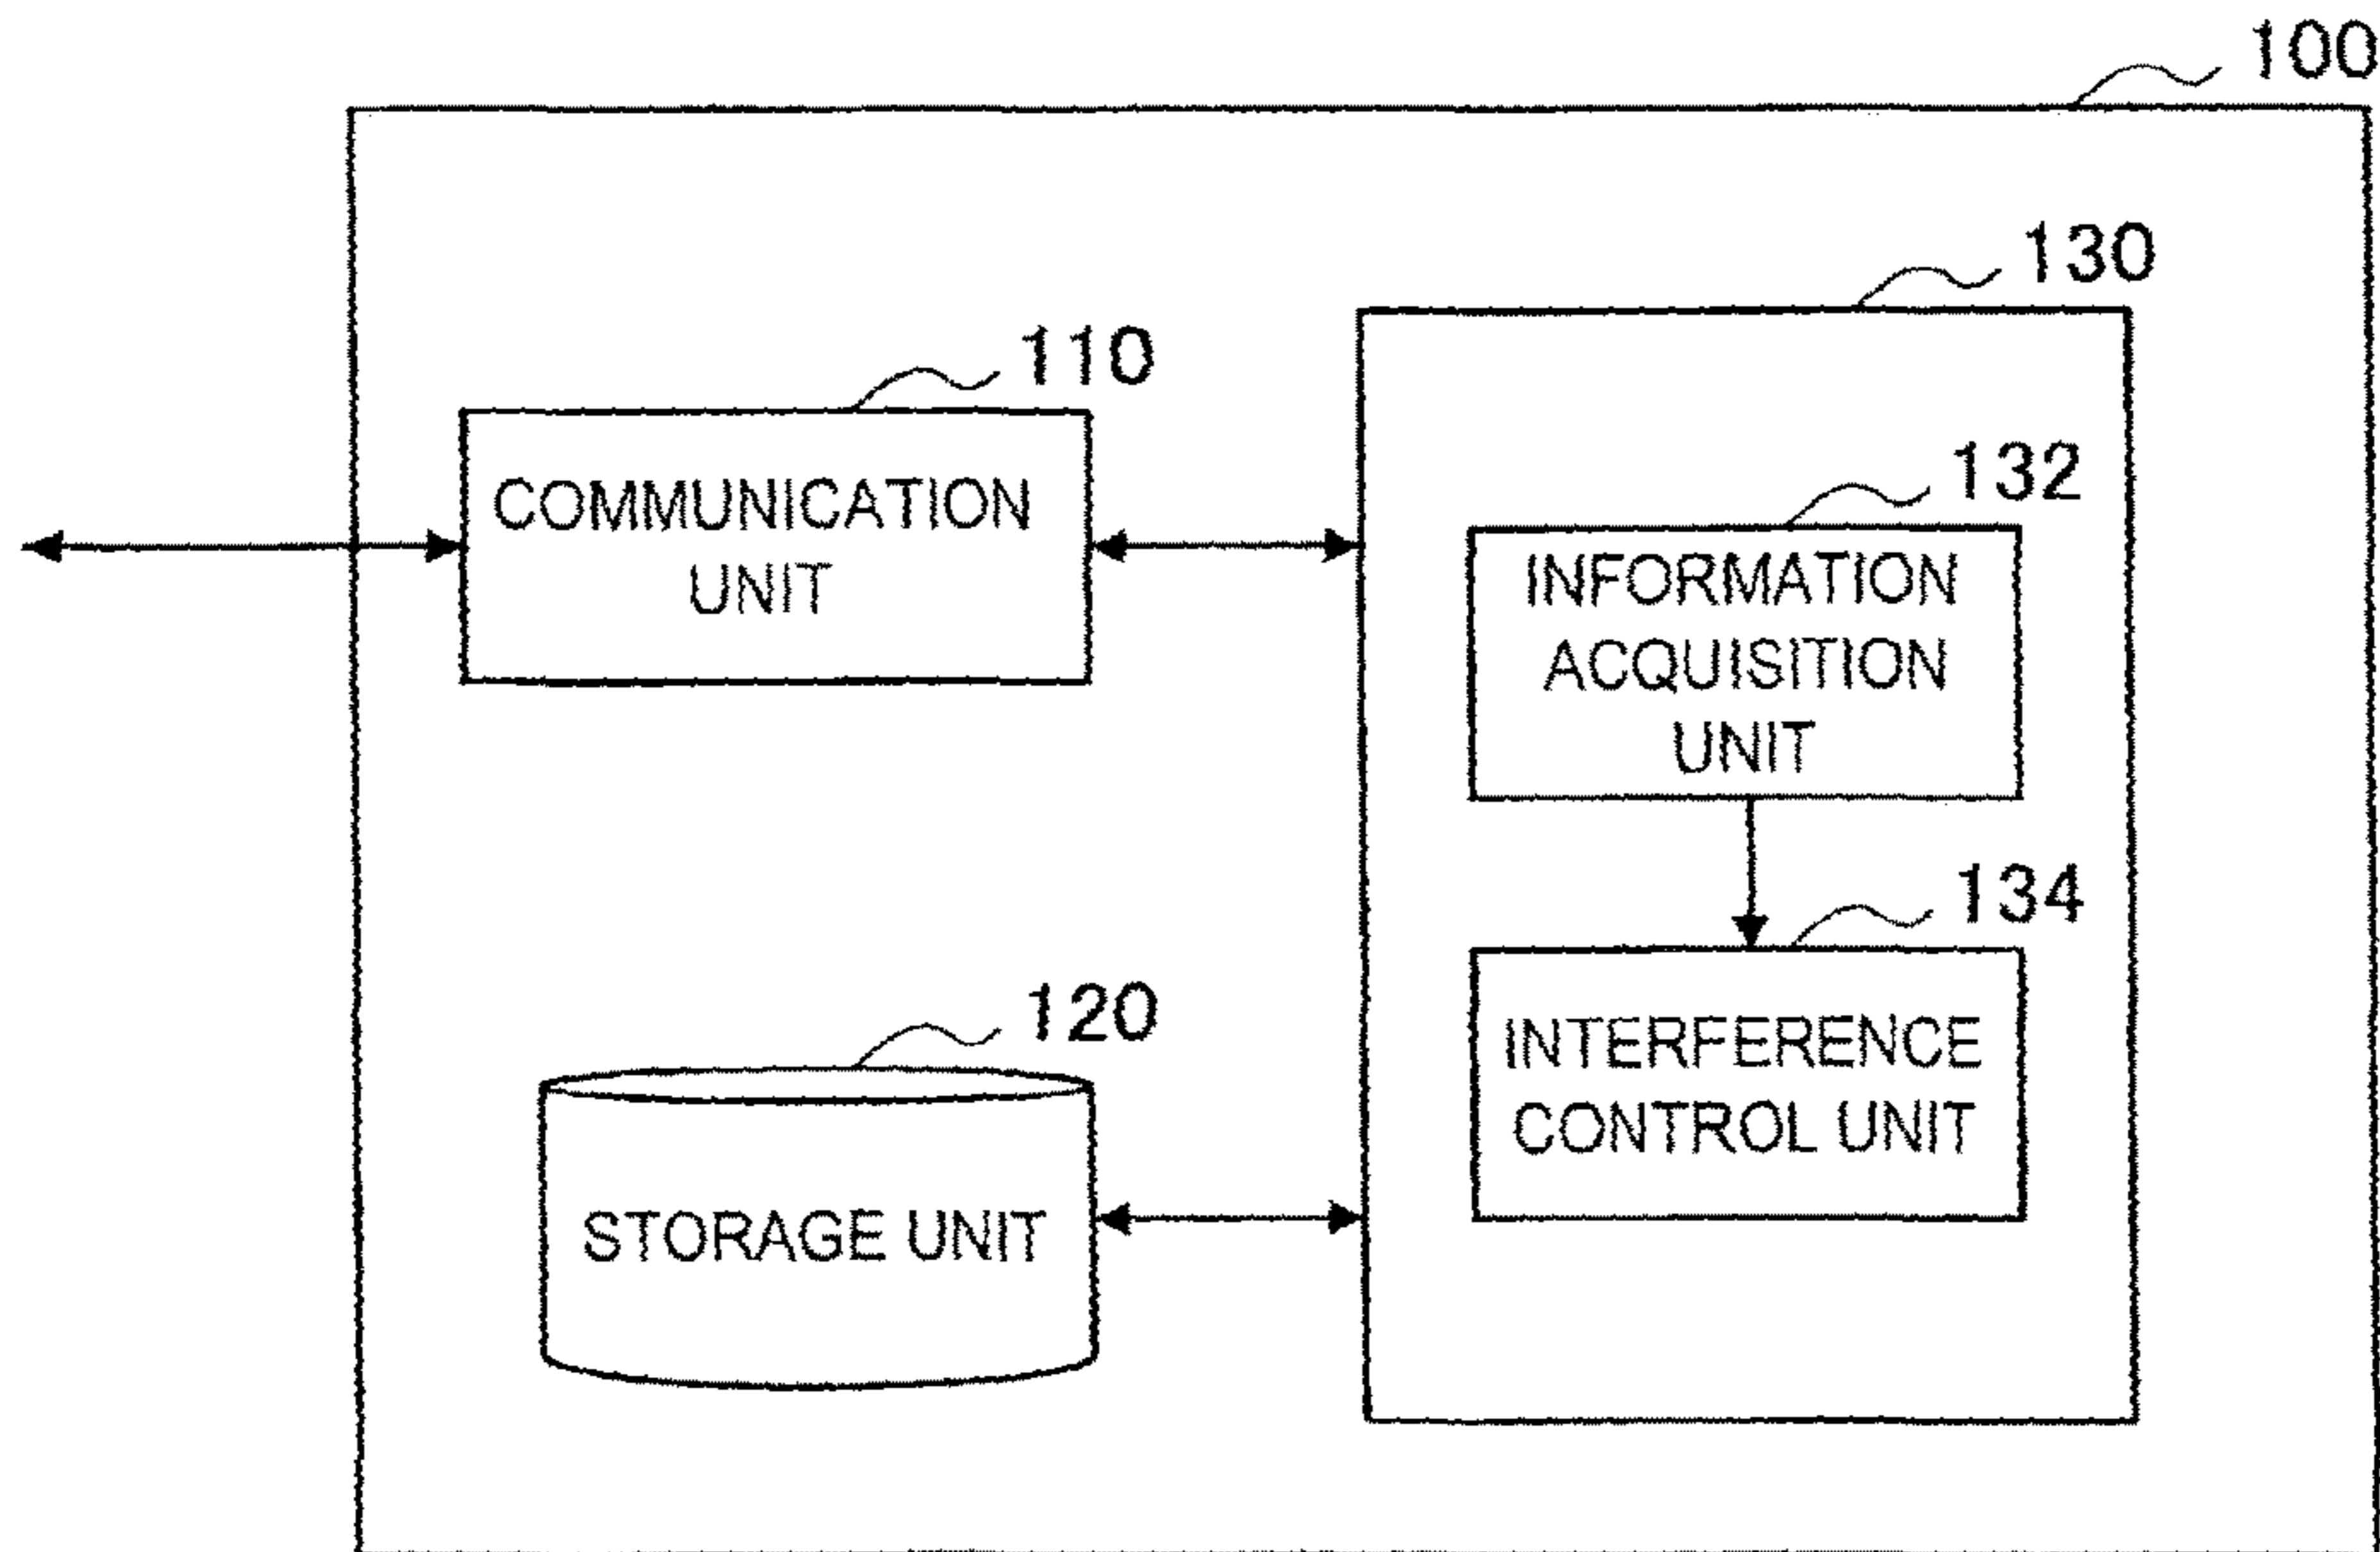 100
130
110
132
COMMUNICATION
UNIT
INFORMATION
ACQUISITION
UNIT
134
120
INTERFERENCE
CONTROL UNIT
STORAGE UNIT